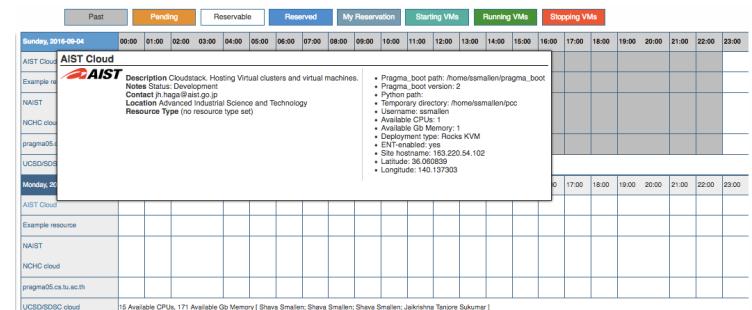 Past Pending Reservable Reserved My Reservation Starting VMs Running VMs Stopping VMs
Sunday, 2016-09-04 00:00 01:00 02:00 03:00 04:00 05:00 06:00 07:00 08:00 09:00 10:00 11:00 12:00 13:00 14:00 15:00 16:00 17:00 18:00 19:00 20:00 21:00 22:00 23:00
AIST Cloud
AIST Cloud
Example re
NAIST
NCHC clou
pragma05.c
UCSD/SDS
AIST
Description Cloudstack. Hosting Virtual clusters and virtual machines.
Notes Status: Development
Contact jh.haga@aist.go.jp
Location Advanced Industrial Science and Technology
Resource Type (no resource type set)
• Pragma_boot path: /home/ssmallen/pragma_boot
• Pragma_boot version: 2
• Python path:
• Temporary directory: /home/ssmallen/pcc
• Username: ssmallen
• Available CPUs: 1
• Available Gb Memory: 1
• Deployment type: Rocks KVM
• ENT-enabled: yes
• Site hostname: 163.220.54.102
• Latitude: 36.060839
• Longitude: 140.137303
Monday, 20 17:00 18:00 19:00 20:00 21:00 22:00 23:00
AIST Cloud
Example resource
NAIST
NCHC cloud
pragma05.cs.tu.ac.th
UCSD/SDSC cloud 15 Available CPUs, 171 Available Gb Memory [ Shava Smallen; Shava Smallen; Shava Smallen; Jaikrishna Tanjore Sukumar ]